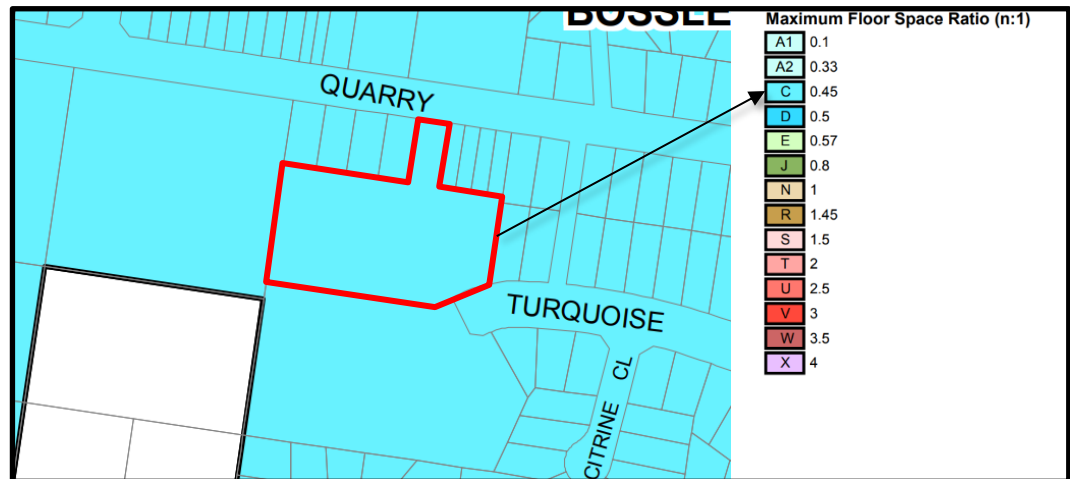 BOSSLE
QUARRY
TURQUOISE
CITRINE CL
Maximum Floor Space Ratio (n:1)
A1 0.1
A2 0.33
C 0.45
D 0.5
E 0.57
J 0.8
N 1
R 1.45
S 1.5
T 2
U 2.5
V 3
W 3.5
X 4